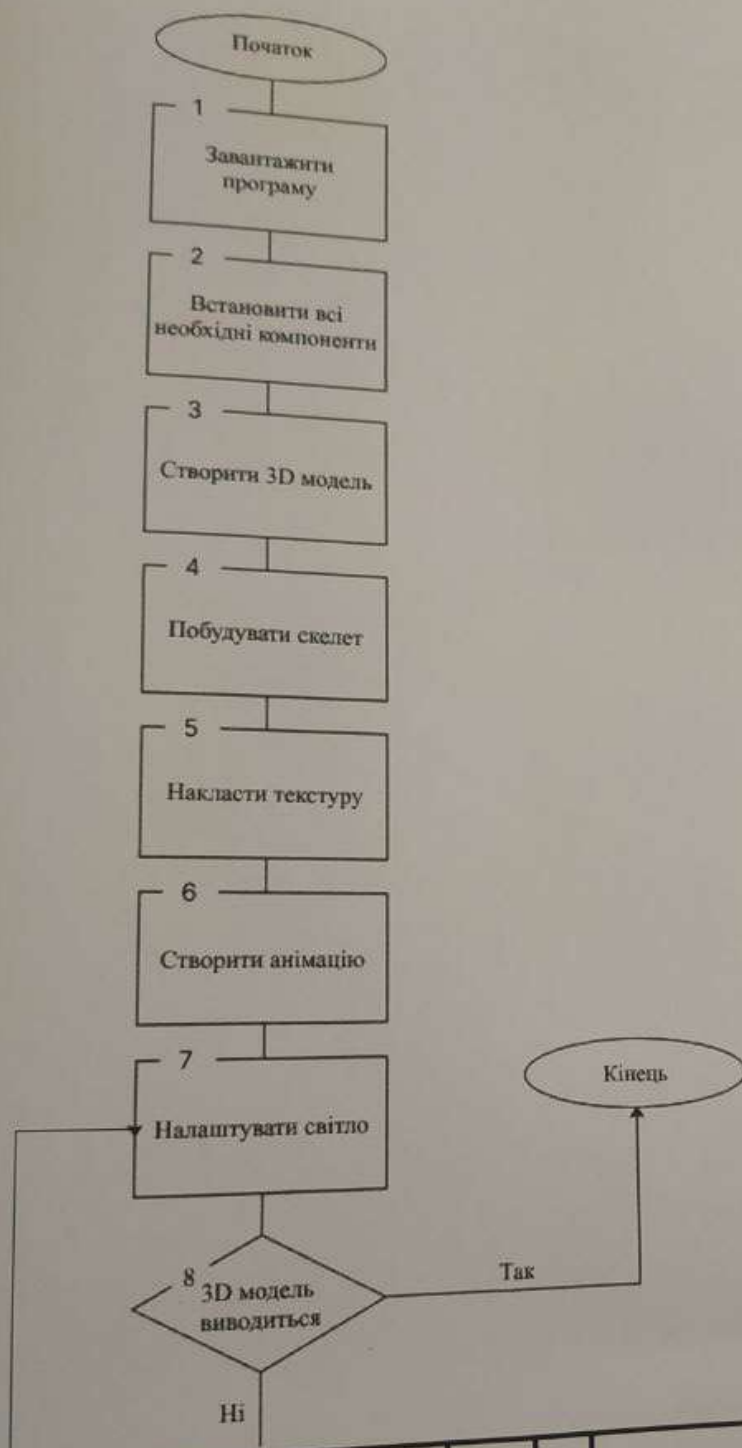 Початок
1
Завантажити
програму
2
Встановити всі
необхідні компоненти
3
Створити 3D модель
4
Побудувати скелет
5
Накласти текстуру
6
Створити анімацію
7
Налаштувати світло
Кінець
8
3D модель
виводиться
Так
Ні